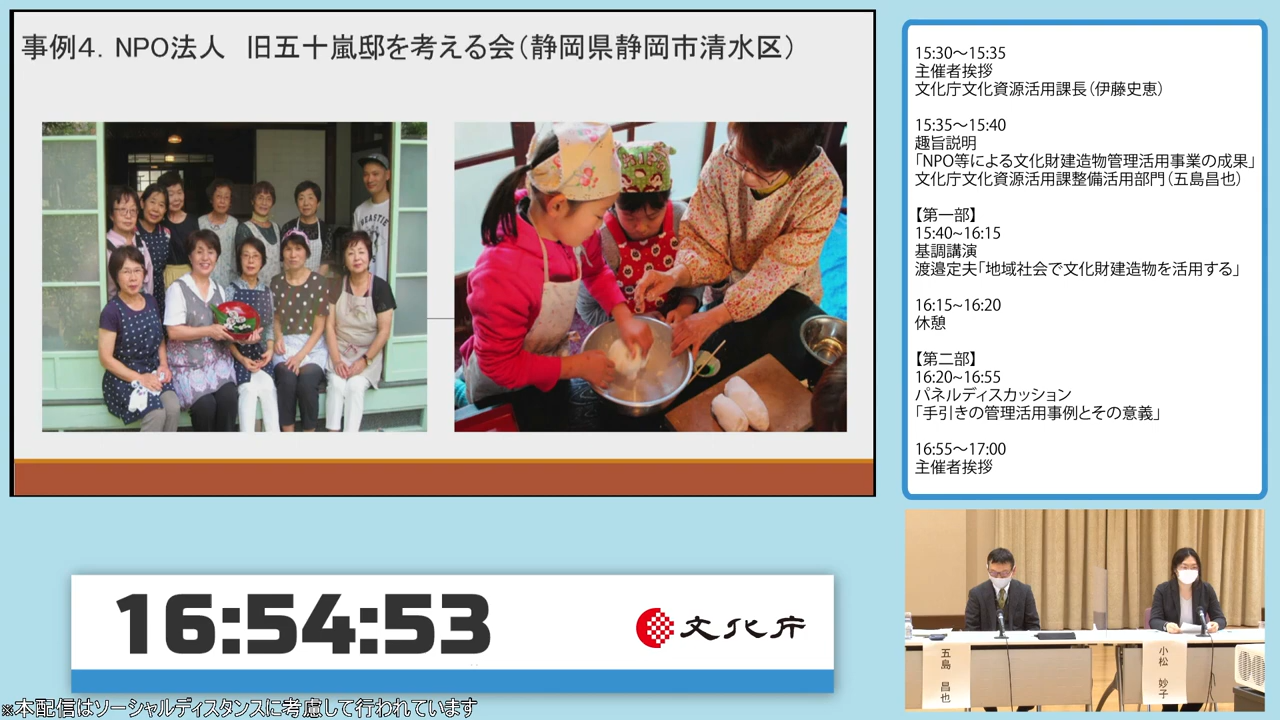 事例４．NPO法人　旧五十嵐邸を考える会（静岡県静岡市清水区）
15:30～15:35
主催者挨拶
文化庁文化資源活用課長（伊藤史恵）
15:35～15:40
趣旨説明
「NPO等による文化財建造物管理活用事業の成果」
文化庁文化資源活用課整備活用部門（五島昌也）
【第一部】
15:40~16:15
基調講演
渡邉定夫「地域社会で文化財建造物を活用する」
16:15~16:20
休憩
【第二部】
16:20~16:55
パネルディスカッション
「手引きの管理活用事例とその意義」
16:55～17:00
主催者挨拶
五島　昌也
小松　妙子
16:54:53
文化庁
※本配信はソーシャルディスタンスに考慮して行われています